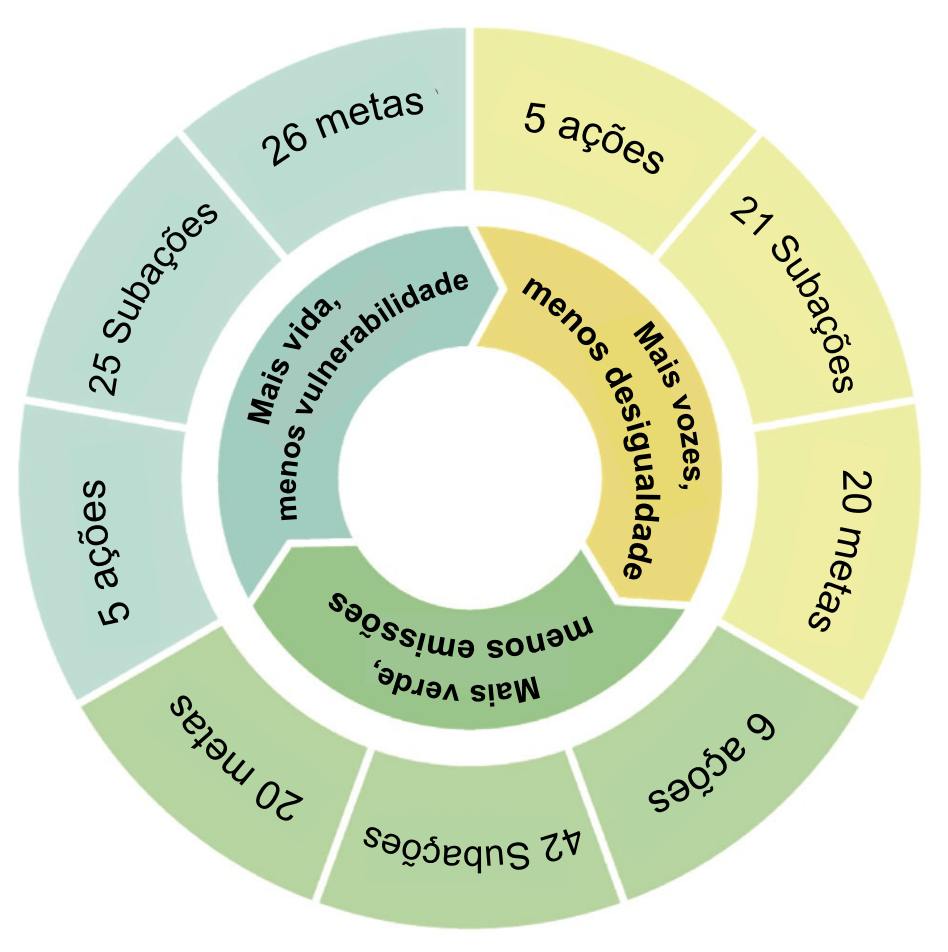 5 ações
21 Subações
20 metas
6 ações
42 Subações
20 metas
5 ações
25 Subações
26 metas
Mais vozes,
menos desigualdade
Mais verde,
menos emissões
Mais vida,
menos vulnerabilidade